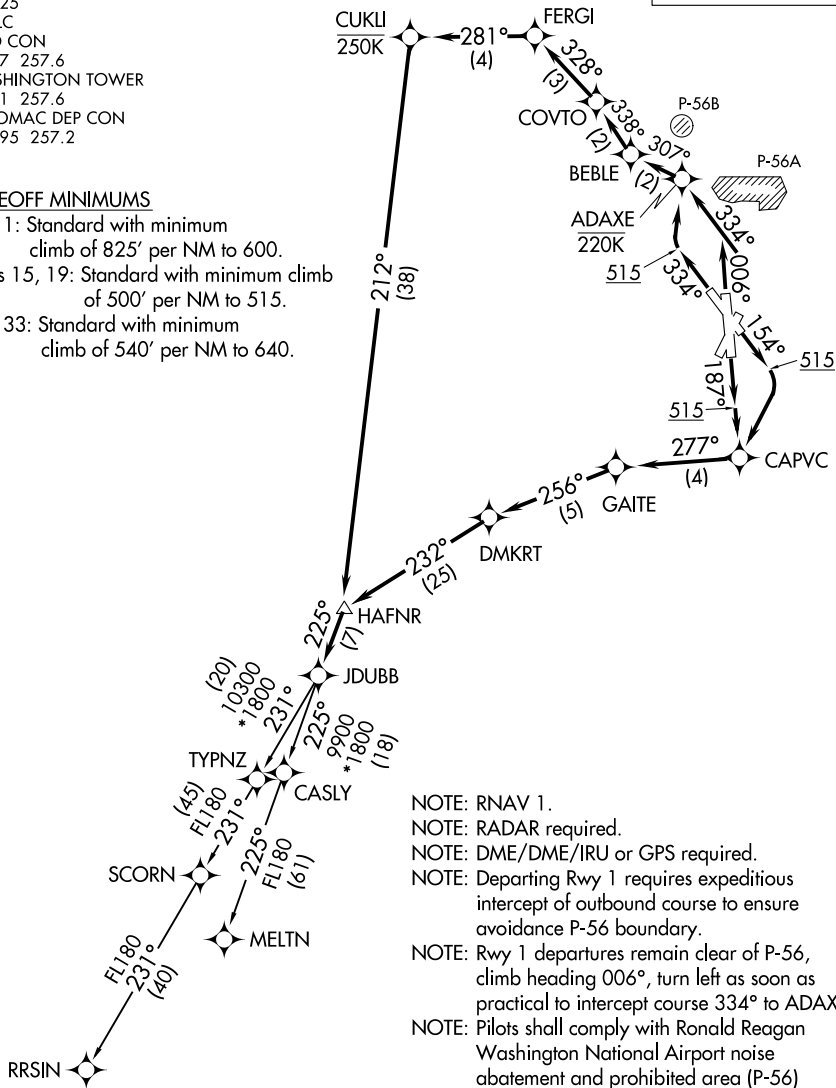 25
LC
CON
7 257.6
SHINGTON TOWER
1 257.6
OMAC DEP CON
95 257.2
EOFF MINIMUMS
1: Standard with minimum
climb of 825' per NM to 600.
s 15, 19: Standard with minimum climb
of 500' per NM to 515.
33: Standard with minimum
climb of 540' per NM to 640.
CUKLI
250K
281°
(4)
FERGI
328°
(3)
COVTO
338°
(2)
BEBLE
307°
(2)
P-56B
P-56A
ADAXE
220K
515
334°
334°
006°
154°
515
187°
515
CAPVC
277°
(4)
GAITE
256°
(5)
DMKRT
232°
(25)
212°
(38)
HAFNR
225°
(7)
JDUBB
(20)
10300
*1800
231°
225°
9900
*1800
(18)
TYPNZ
CASLY
(45)
FL180
231°
225°
FL180
(61)
SCORN
MELTN
FL180
231°
(40)
RRSIN
NOTE: RNAV 1.
NOTE: RADAR required.
NOTE: DME/DME/IRU or GPS required.
NOTE: Departing Rwy 1 requires expeditious
intercept of outbound course to ensure
avoidance P-56 boundary.
NOTE: Rwy 1 departures remain clear of P-56,
climb heading 006°, turn left as soon as
practical to intercept course 334° to ADAX
NOTE: Pilots shall comply with Ronald Reagan
Washington National Airport noise
abatement and prohibited area (P-56)